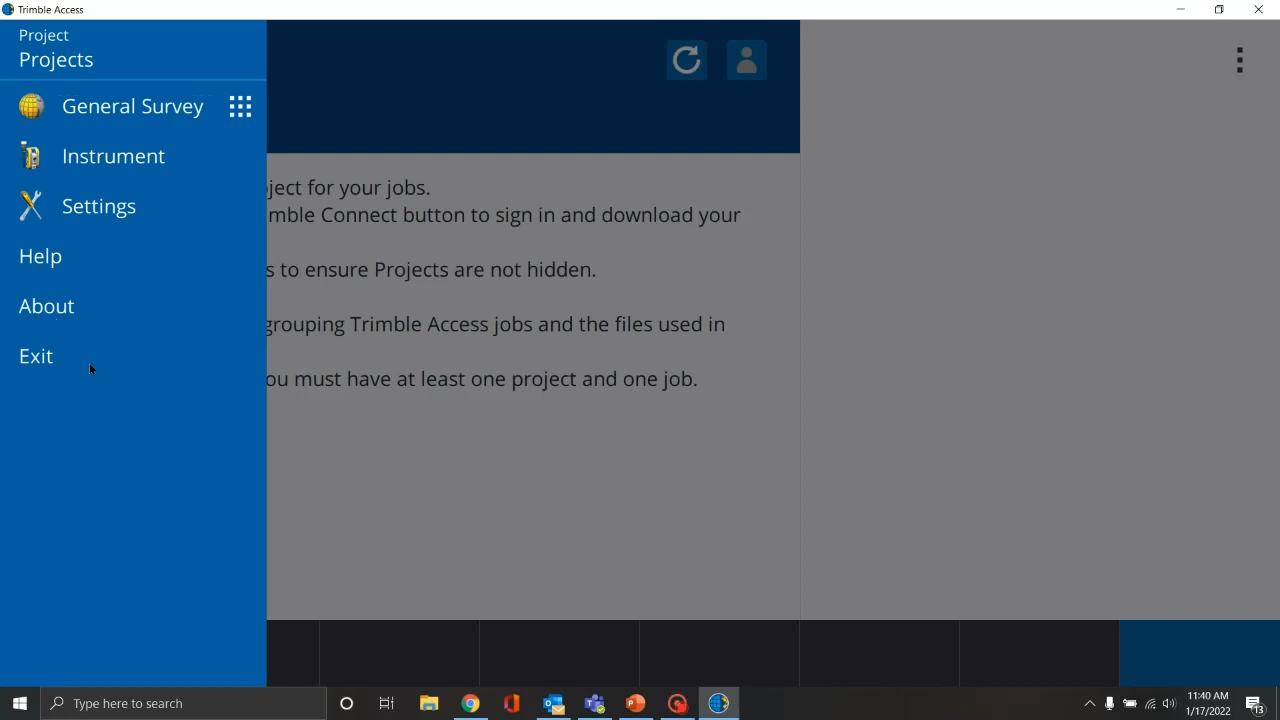 Trimble Access
Project
Projects
General Survey
Instrument
Settings
Help
About
Exit
ject for your jobs.
mble Connect button to sign in and download your
s to ensure Projects are not hidden.
grouping Trimble Access jobs and the files used in
ou must have at least one project and one job.
Type here to search
11:40 AM
1/17/2022
13